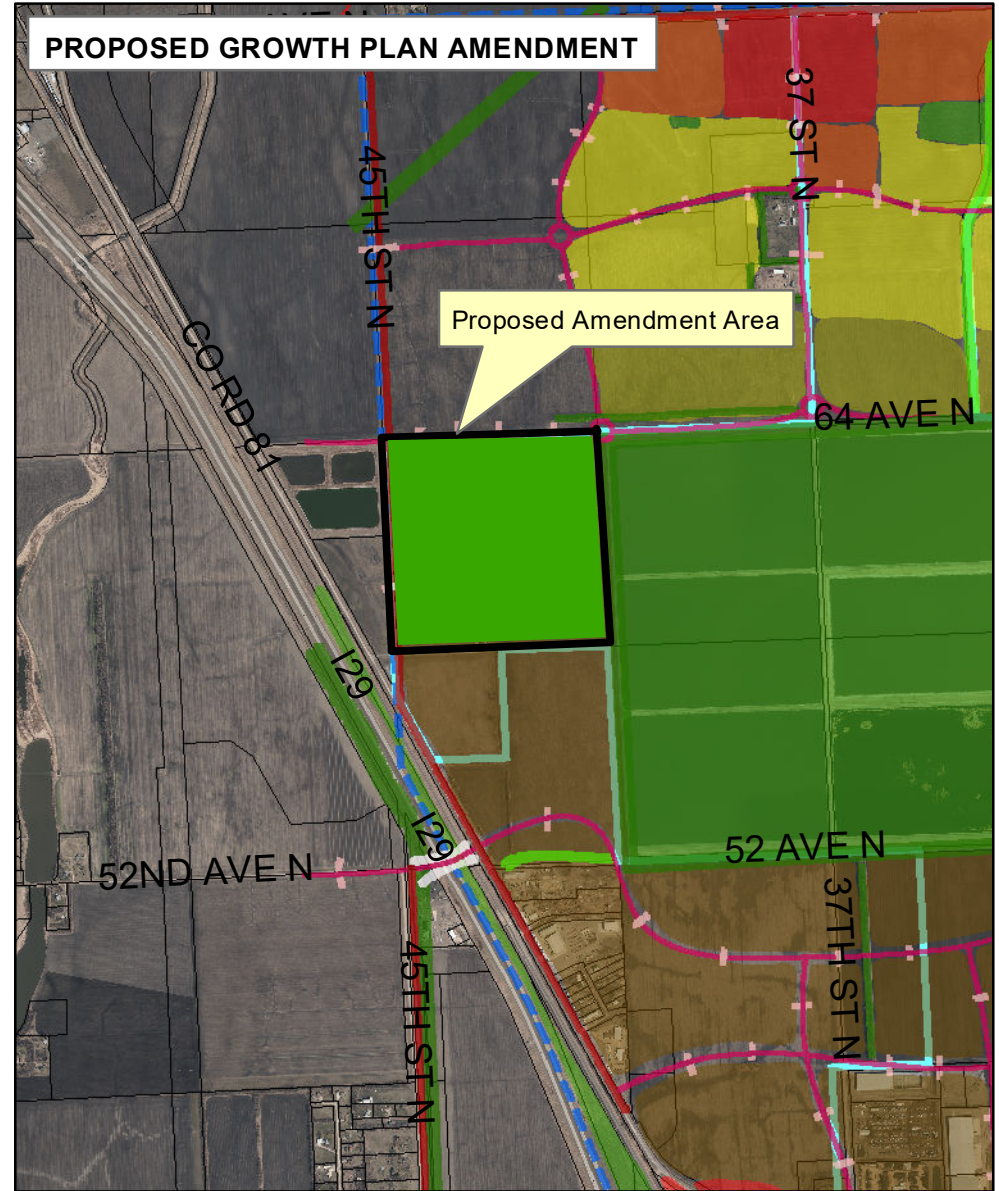 PROPOSED GROWTH PLAN AMENDMENT
37 ST N
45TH ST N
Proposed Amendment Area
CO RD 81
64 AVE N
I29
I29
52 AVE N
52ND AVE N
37TH ST N
45TH ST N